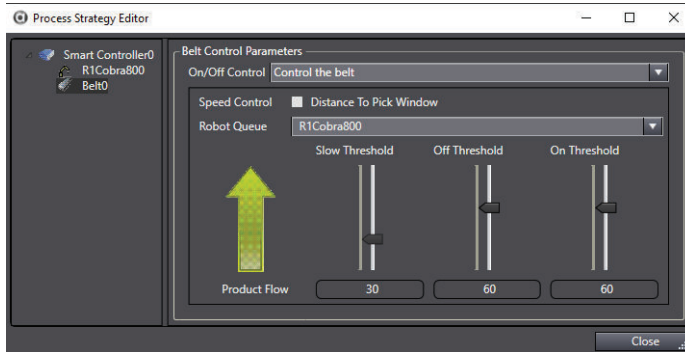 Process Strategy Editor
Smart Controller0
R1Cobra800
Belt0
Belt Control Parameters
On/Off Control Control the belt
Speed Control Distance To Pick Window
Robot Queue R1Cobra800
Slow Threshold Off Threshold On Threshold
Product Flow 30 60 60
Close